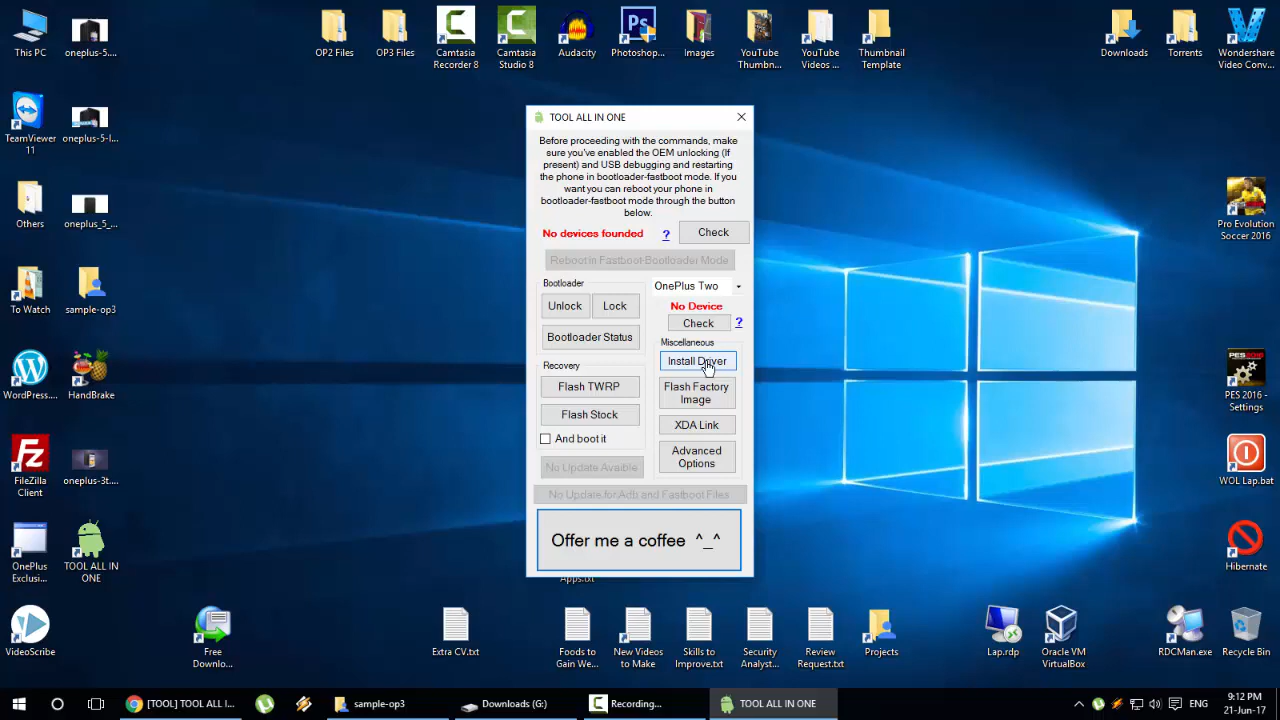 This PC
oneplus-5....
OP2 Files
OP3 Files
Camtasia
Recorder 8
Camtasia
Studio 8
Audacity
Ps
Photosop...
Images
YouTube
Thumbn...
YouTube
Videos ...
Thumbnail
Template
Downloads
Torrents
Wondershare
Video Conv...
TeamViewer
11
oneplus-5-l...
Others
oneplus_5_...
To Watch
sample-op3
WordPress....
HandBrake
Fz
FileZilla
Client
oneplus-3t....
OnePlus
Exclusi...
TOOL ALL IN
ONE
VideoScribe
Free
Downlo...
TOOL ALL IN ONE
Before proceeding with the commands, make
sure you've enabled the OEM unlocking (If
present) and USB debugging and restarting
the phone in bootloader-fastboot mode. If you
want you can reboot your phone in
bootloader-fastboot mode through the button
below.
No devices founded
?
Check
Reboot in Fastboot-Bootloader Mode
Bootloader
OnePlus Two
Unlock
Lock
No Device
Check
?
Bootloader Status
Miscellaneous
Install Driver
Recovery
Flash TWRP
Flash Factory
Image
Flash Stock
XDA Link
And boot it
Advanced
Options
No Update Avaible
No Update for Adb and Fastboot Files
Offer me a coffee ^_^
Apps.txt
Pro Evolution
Soccer 2016
PES2016
PES 2016 -
Settings
WOL Lap.bat
Hibernate
Extra CV.txt
Foods to
Gain We...
New Videos
to Make
Skills to
Improve.txt
Security
Analyst...
Review
Request.txt
Projects
Lap.rdp
Oracle VM
VirtualBox
RDCMan.exe
Recycle Bin
[TOOL] TOOL ALL I...
sample-op3
Downloads (G:)
Recording...
TOOL ALL IN ONE
ENG
9:12 PM
21-Jun-17